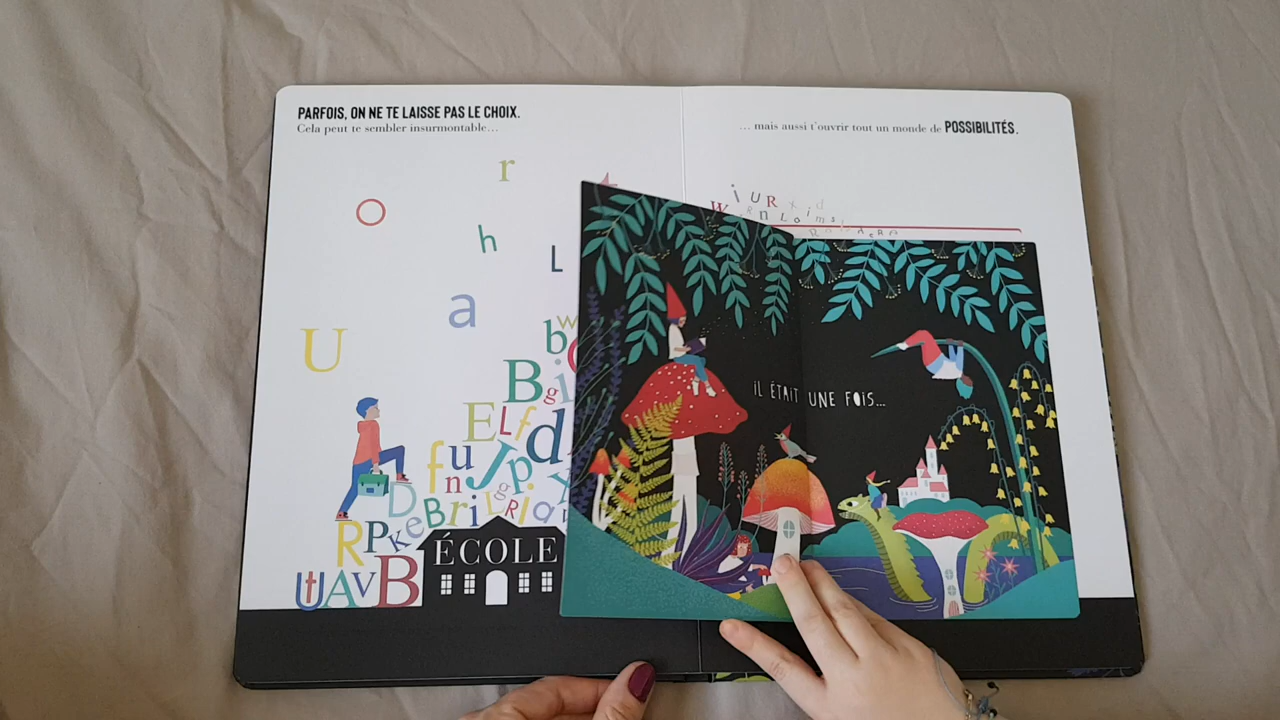 PARFOIS, ON NE TE LAISSE PAS LE CHOIX.
Cela peut te sembler insurmontable...
... mais aussi t'ouvrir tout un monde de POSSIBILITÉS.
r
o
h
L
a
U
b w
B g i
E L f d
f u n J p
D e B r i L g R i a
R P k e
U t A v B
ÉCOLE
i U R x d
W e n L o i m s
R
iL ÉTAIT UNE FOiS...